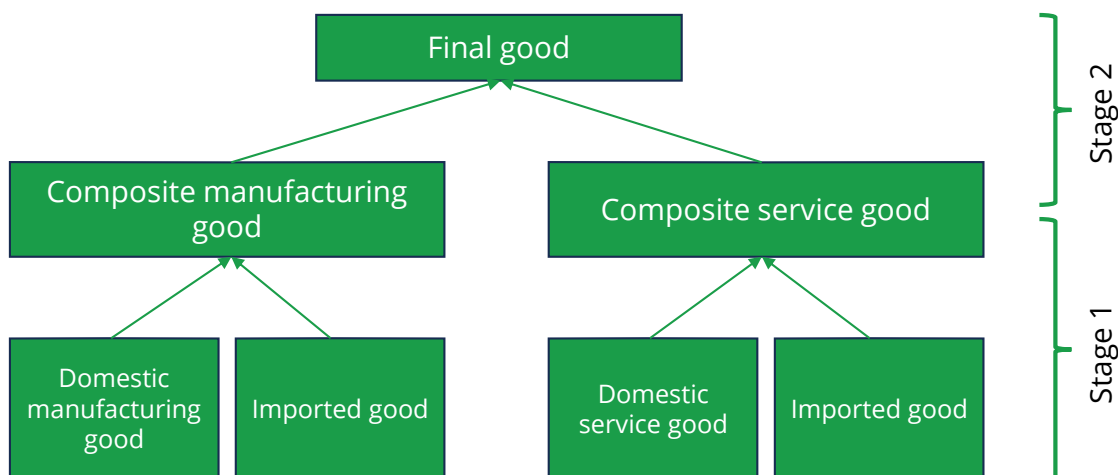 Final good
Stage 2
Composite manufacturing
good
Composite service good
Stage 1
Domestic
manufacturing
good
Imported good
Domestic
service good
Imported good